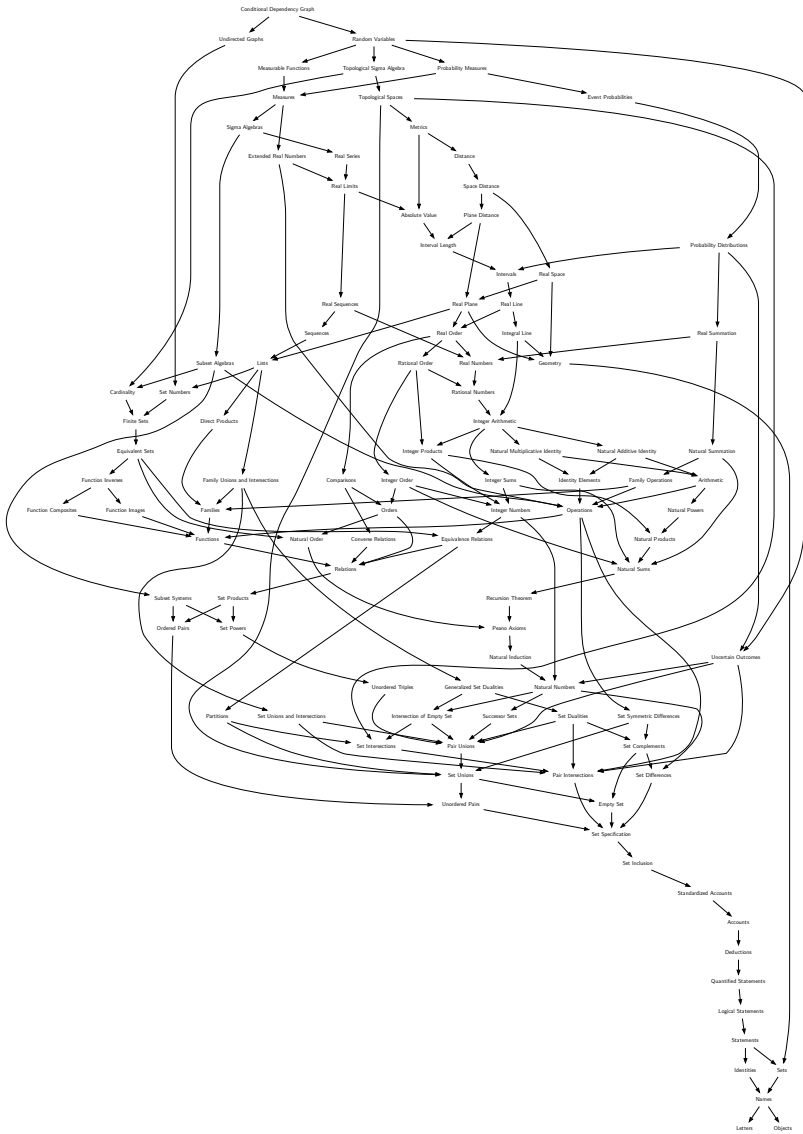 Conditional Dependency Graph
Undirected Graphs
Random Variables
Measurable Functions
Topological Sigma Algebra
Probability Measures
Measures
Topological Spaces
Event Probabilities
Sigma Algebras
Metrics
Extended Real Numbers
Real Series
Distance
Real Limits
Space Distance
Absolute Value
Plane Distance
Interval Length
Probability Distributions
Intervals
Real Space
Real Sequences
Real Plane
Real Line
Sequences
Real Order
Integral Line
Real Summation
Subset Algebras
Lists
Rational Order
Real Numbers
Geometry
Cardinality
Set Numbers
Rational Numbers
Finite Sets
Direct Products
Integer Arithmetic
Equivalent Sets
Integer Products
Natural Multiplicative Identity
Natural Additive Identity
Natural Summation
Function Inverses
Family Unions and Intersections
Comparisons
Integer Order
Integer Sums
Identity Elements
Family Operations
Arithmetic
Function Composites
Function Images
Families
Orders
Integer Numbers
Operations
Natural Powers
Functions
Natural Order
Converse Relations
Equivalence Relations
Natural Products
Relations
Natural Sums
Subset Systems
Set Products
Recursion Theorem
Ordered Pairs
Set Powers
Peano Axioms
Natural Induction
Uncertain Outcomes
Unordered Triples
Generalized Set Dualities
Natural Numbers
Partitions
Set Unions and Intersections
Intersection of Empty Set
Successor Sets
Set Dualities
Set Symmetric Differences
Set Intersections
Pair Unions
Set Complements
Set Unions
Pair Intersections
Set Differences
Unordered Pairs
Empty Set
Set Specification
Set Inclusion
Standardized Accounts
Accounts
Deductions
Quantified Statements
Logical Statements
Statements
Identities
Sets
Names
Letters
Objects